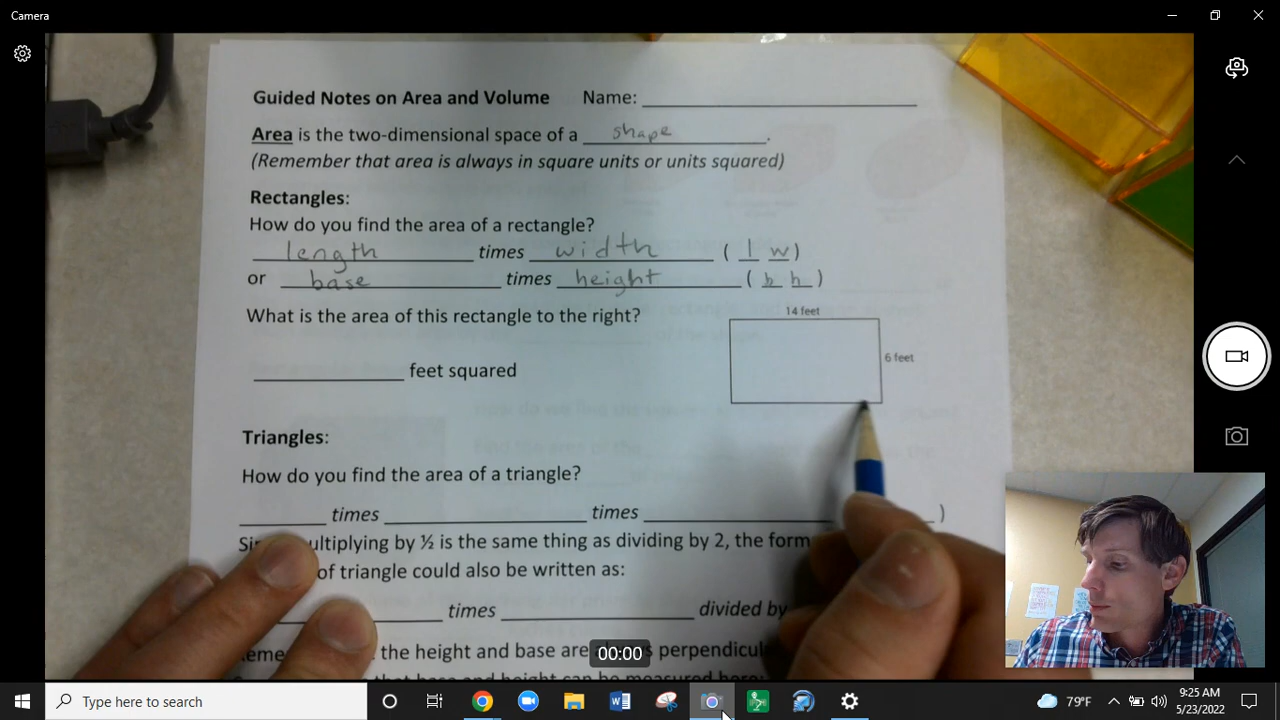 Camera
Guided Notes on Area and Volume Name:
Area is the two-dimensional space of a shape.
(Remember that area is always in square units or units squared)
Rectangles:
How do you find the area of a rectangle?
length times width ( l w )
or base times height ( b h )
What is the area of this rectangle to the right?
14 feet
6 feet
feet squared
Triangles:
How do you find the area of a triangle?
times times )
multiplying by ½ is the same thing as dividing by 2, the form
of triangle could also be written as:
times divided by
the height and base are perpendicul
00:00
Type here to search
79°F
9:25 AM
5/23/2022